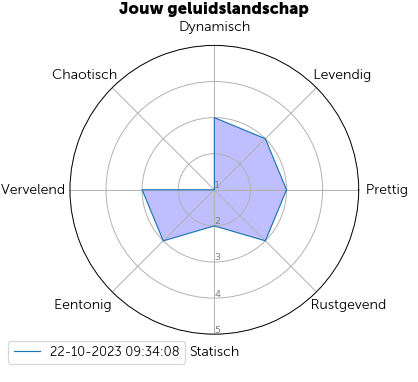 Jouw geluidslandschap
Dynamisch
Chaotisch
Levendig
Vervelend
1
Prettig
2
3
4
Eentonig
Rustgevend
5
22-10-2023 09:34:08
Statisch